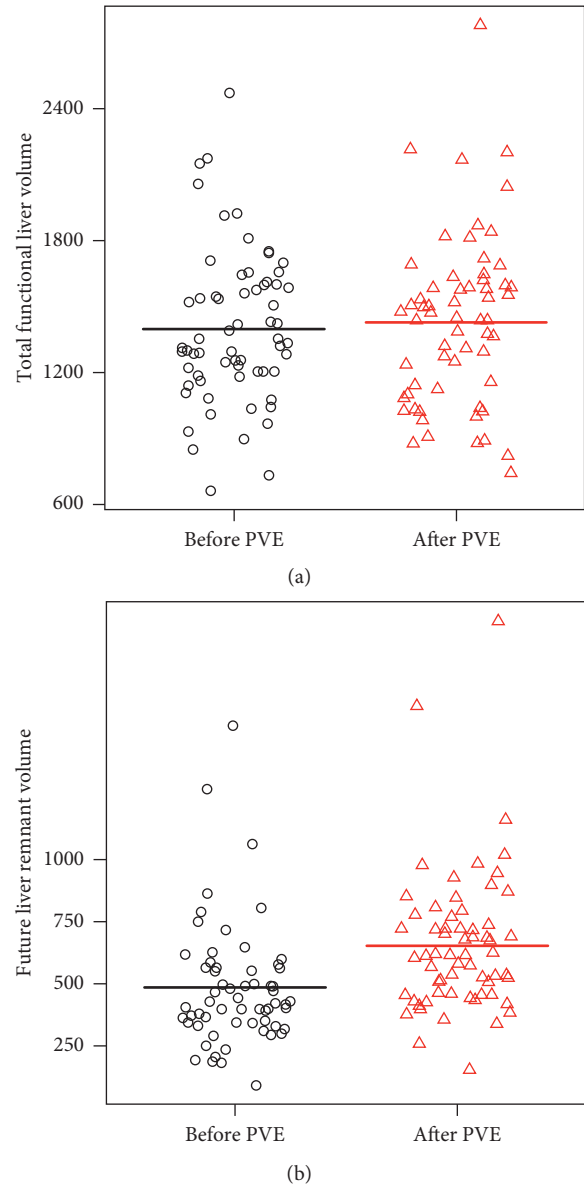 Total functional liver volume
2400
1800
1200
600
Before PVE
After PVE
(a)
Future liver remnant volume
1000
750
500
250
Before PVE
After PVE
(b)